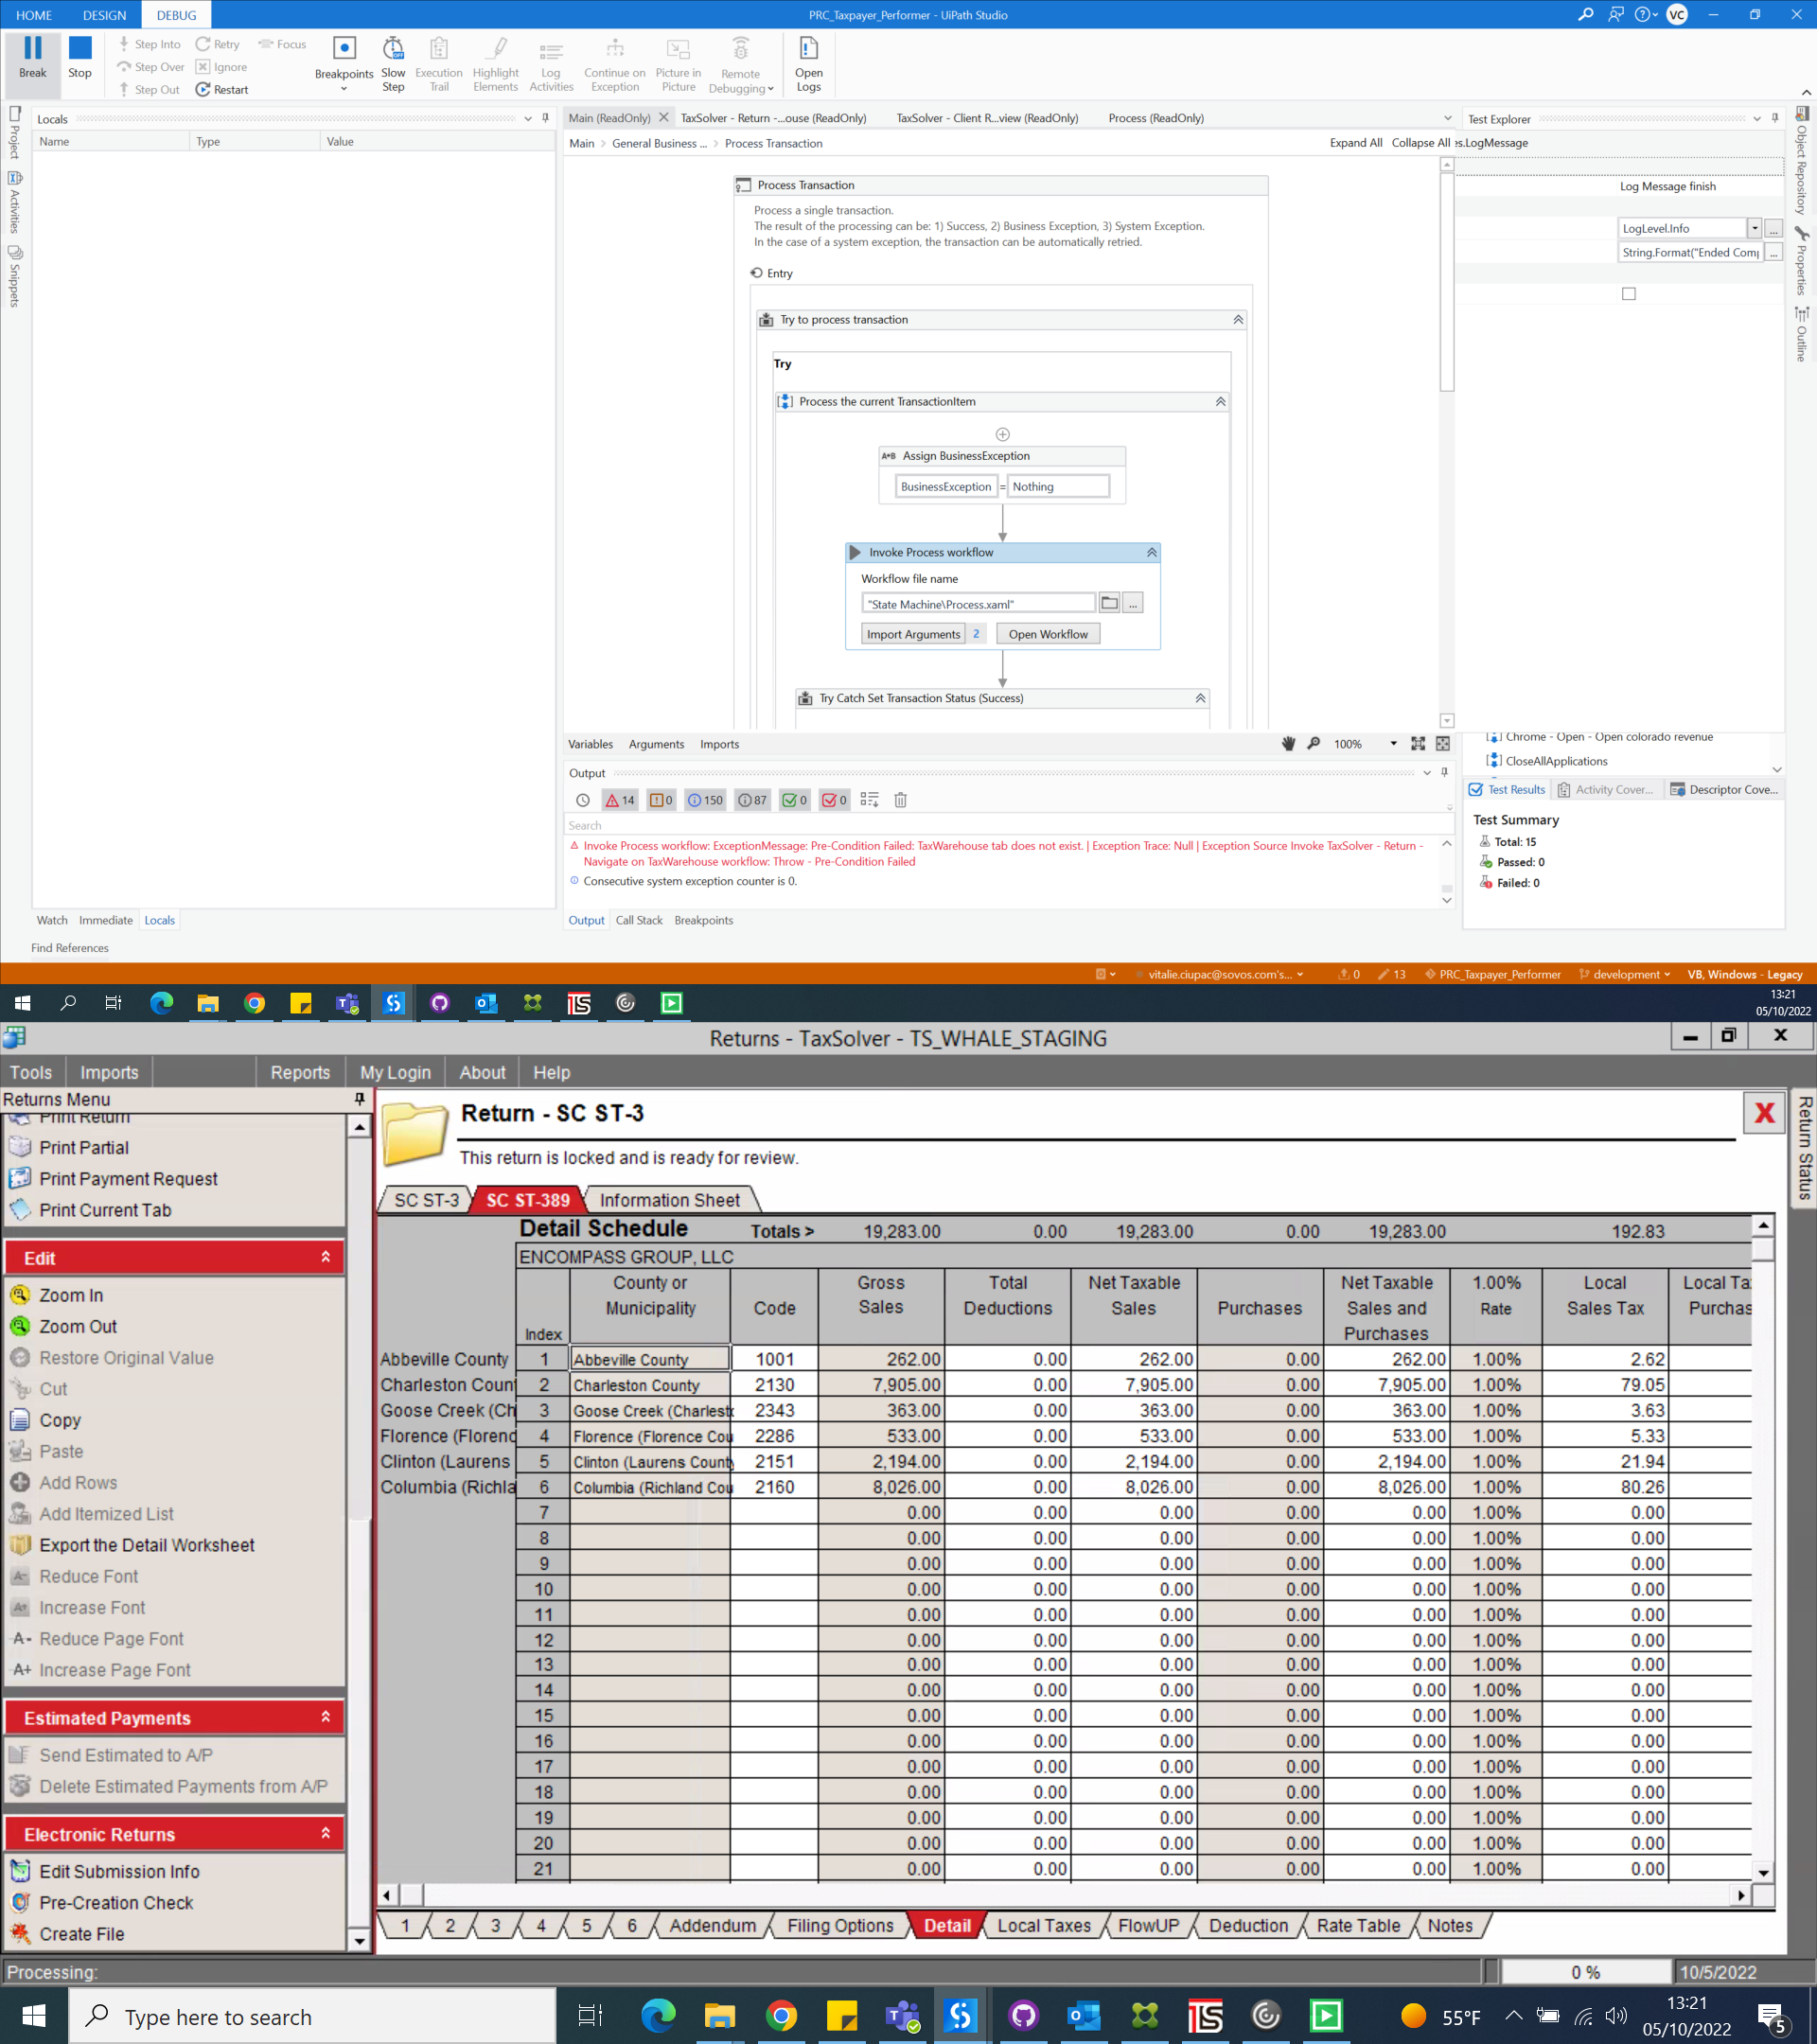 HOME DESIGN DEBUG PRC_Taxpayer_Performer - UiPath Studio VC
Step Into Retry Focus
Break Stop Step Over Ignore Breakpoints Slow Step Execution Trail Highlight Elements Log Activities Continue on Exception Picture in Picture Remote Debugging Open Logs
Step Out Restart
Project
Activities
Snippets
Locals
Name Type Value
Main (ReadOnly) TaxSolver - Return -...ouse (ReadOnly) TaxSolver - Client R...view (ReadOnly) Process (ReadOnly)
Main > General Business ... > Process Transaction Expand All Collapse All
Process Transaction
Process a single transaction.
The result of the processing can be: 1) Success, 2) Business Exception, 3) System Exception.
In the case of a system exception, the transaction can be automatically retried.
Entry
Try to process transaction
Try
Process the current TransactionItem
A+B Assign BusinessException
BusinessException = Nothing
Invoke Process workflow
Workflow file name
"State Machine\Process.xaml" ...
Import Arguments 2 Open Workflow
Try Catch Set Transaction Status (Success)
Variables Arguments Imports 100%
Output
14 0 150 87 0 0
Search
Invoke Process workflow: ExceptionMessage: Pre-Condition Failed: TaxWarehouse tab does not exist. | Exception Trace: Null | Exception Source Invoke TaxSolver - Return -
Navigate on TaxWarehouse workflow: Throw - Pre-Condition Failed
Consecutive system exception counter is 0.
Output Call Stack Breakpoints
Watch Immediate Locals
Find References
Test Explorer
es.LogMessage
Log Message finish
LogLevel.Info ...
String.Format("Ended Comp ...
Object Repository
Properties
Outline
Chrome - Open - Open colorado revenue
CloseAllApplications
Test Results Activity Cover... Descriptor Cove...
Test Summary
Total: 15
Passed: 0
Failed: 0
vitalie.ciupac@sovos.com's... 0 13 PRC_Taxpayer_Performer development VB, Windows - Legacy
13:21
05/10/2022
Returns - TaxSolver - TS_WHALE_STAGING
Tools Imports Reports My Login About Help
Returns Menu
Print Return
Print Partial
Print Payment Request
Print Current Tab
Edit
Zoom In
Zoom Out
Restore Original Value
Cut
Copy
Paste
Add Rows
Add Itemized List
Export the Detail Worksheet
Reduce Font
Increase Font
A- Reduce Page Font
A+ Increase Page Font
Estimated Payments
Send Estimated to A/P
Delete Estimated Payments from A/P
Electronic Returns
Edit Submission Info
Pre-Creation Check
Create File
Return - SC ST-3
X
Return Status
This return is locked and is ready for review.
SC ST-3 SC ST-389 Information Sheet
Detail Schedule Totals > 19,283.00 0.00 19,283.00 0.00 19,283.00 192.83
ENCOMPASS GROUP, LLC
Index County or Municipality Code Gross Sales Total Deductions Net Taxable Sales Purchases Net Taxable Sales and Purchases 1.00% Rate Local Sales Tax Local Ta Purchas
Abbeville County 1 Abbeville County 1001 262.00 0.00 262.00 0.00 262.00 1.00% 2.62
Charleston Coun 2 Charleston County 2130 7,905.00 0.00 7,905.00 0.00 7,905.00 1.00% 79.05
Goose Creek (Ch 3 Goose Creek (Charlest 2343 363.00 0.00 363.00 0.00 363.00 1.00% 3.63
Florence (Florenc 4 Florence (Florence Cou 2286 533.00 0.00 533.00 0.00 533.00 1.00% 5.33
Clinton (Laurens 5 Clinton (Laurens County 2151 2,194.00 0.00 2,194.00 0.00 2,194.00 1.00% 21.94
Columbia (Richla 6 Columbia (Richland Cou 2160 8,026.00 0.00 8,026.00 0.00 8,026.00 1.00% 80.26
7 0.00 0.00 0.00 0.00 0.00 1.00% 0.00
8 0.00 0.00 0.00 0.00 0.00 1.00% 0.00
9 0.00 0.00 0.00 0.00 0.00 1.00% 0.00
10 0.00 0.00 0.00 0.00 0.00 1.00% 0.00
11 0.00 0.00 0.00 0.00 0.00 1.00% 0.00
12 0.00 0.00 0.00 0.00 0.00 1.00% 0.00
13 0.00 0.00 0.00 0.00 0.00 1.00% 0.00
14 0.00 0.00 0.00 0.00 0.00 1.00% 0.00
15 0.00 0.00 0.00 0.00 0.00 1.00% 0.00
16 0.00 0.00 0.00 0.00 0.00 1.00% 0.00
17 0.00 0.00 0.00 0.00 0.00 1.00% 0.00
18 0.00 0.00 0.00 0.00 0.00 1.00% 0.00
19 0.00 0.00 0.00 0.00 0.00 1.00% 0.00
20 0.00 0.00 0.00 0.00 0.00 1.00% 0.00
21 0.00 0.00 0.00 0.00 0.00 1.00% 0.00
1 2 3 4 5 6 Addendum Filing Options Detail Local Taxes FlowUP Deduction Rate Table Notes
Processing: 0 % 10/5/2022
Type here to search 55°F 13:21
05/10/2022 5